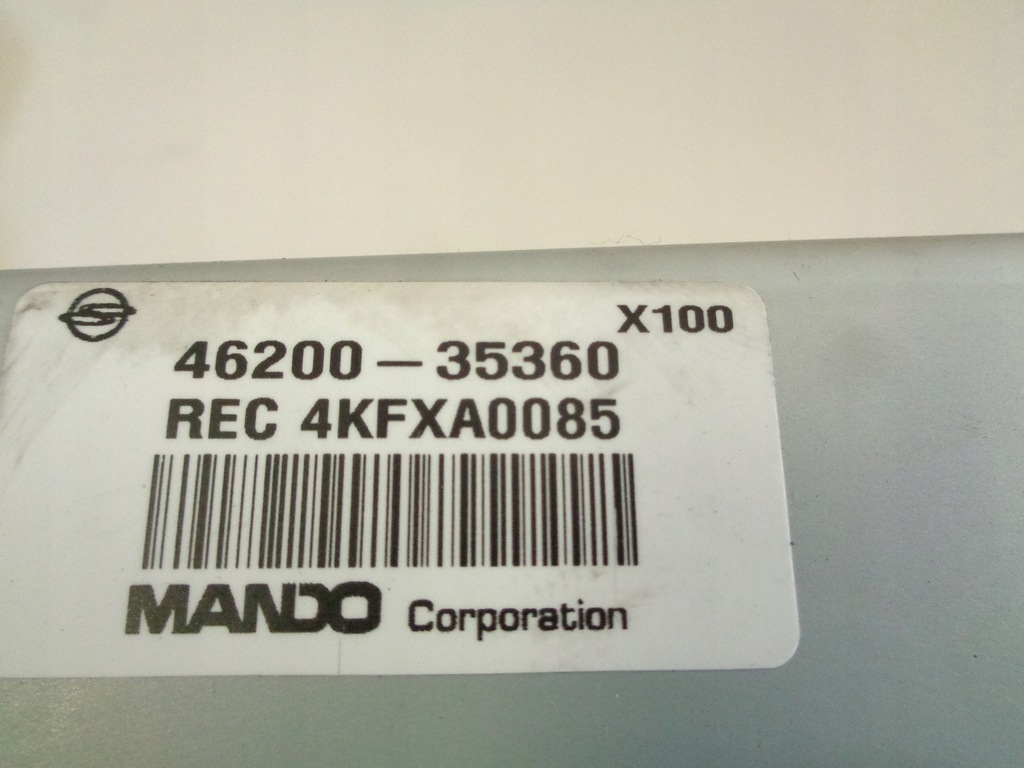 X100
46200-35360
REC 4KFXA0085
MANDO Corporation